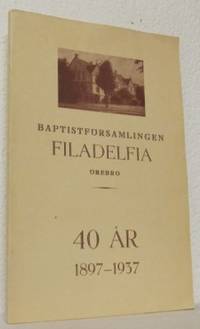 BAPTISTFÖRSAMLINGEN
FILADELFIA
ÖREBRO
40 ÅR
1897-1937